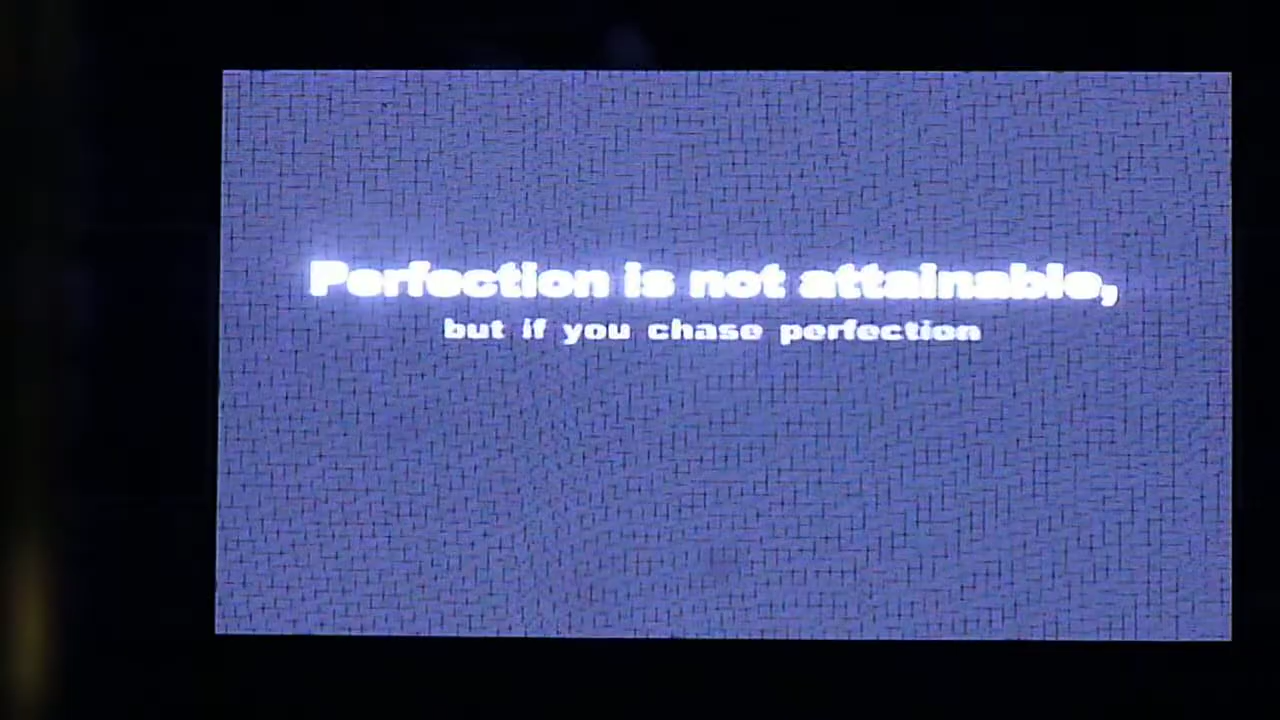 Perfection is not attainable,
but if you chase perfection